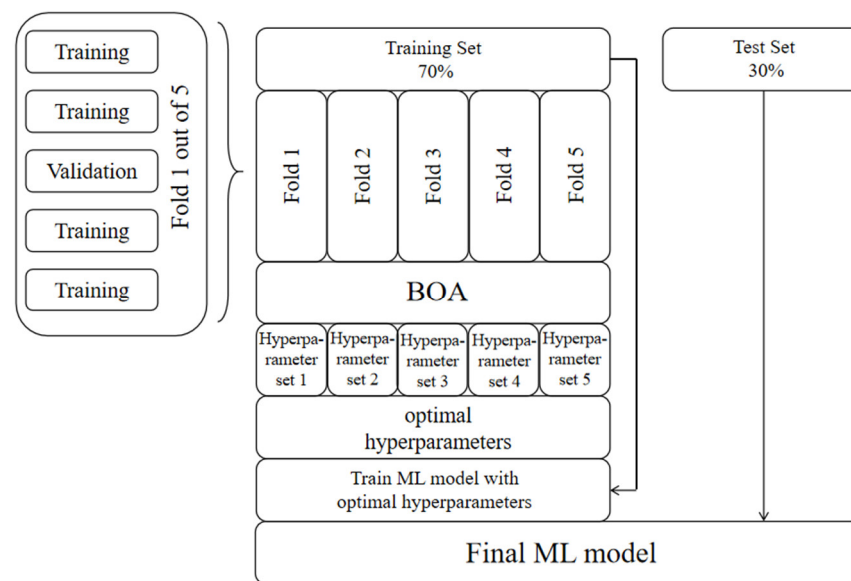 Training
Training
Validation
Training
Training
Fold 1 out of 5
Training Set
70%
Test Set
30%
Fold 1
Fold 2
Fold 3
Fold 4
Fold 5
BOA
Hyperpa-
rameter
set 1
Hyperpa-
rameter
set 2
Hyperpa-
rameter
set 3
Hyperpa-
rameter
set 4
Hyperpa-
rameter
set 5
optimal
hyperparameters
Train ML model with
optimal hyperparameters
Final ML model